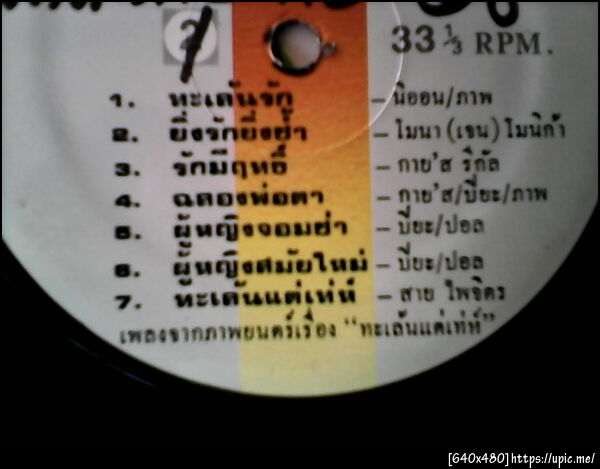 2
33 1/3 RPM.
1. ทะเล้นรัก – นิออน/ภาพ
2. ยิ่งรักยิ่งช้ำ – โมนา (เจน) โมนิก้า
3. รักมีฤทธิ์ – กาย'ส ริกัล
4. ฉลองพ่อตา – กาย'ส/บียะ/ภาพ
5. ผู้หญิงจอมซ่า – บียะ/ปอล
6. ผู้หญิงสมัยใหม่ – บียะ/ปอล
7. ทะเล้นแต่เท่ห์ – สาย ไพจิตร
เพลงจากภาพยนตร์เรื่อง "ทะเล้นแต่เท่ห์"
[640x480]https://upic.me/